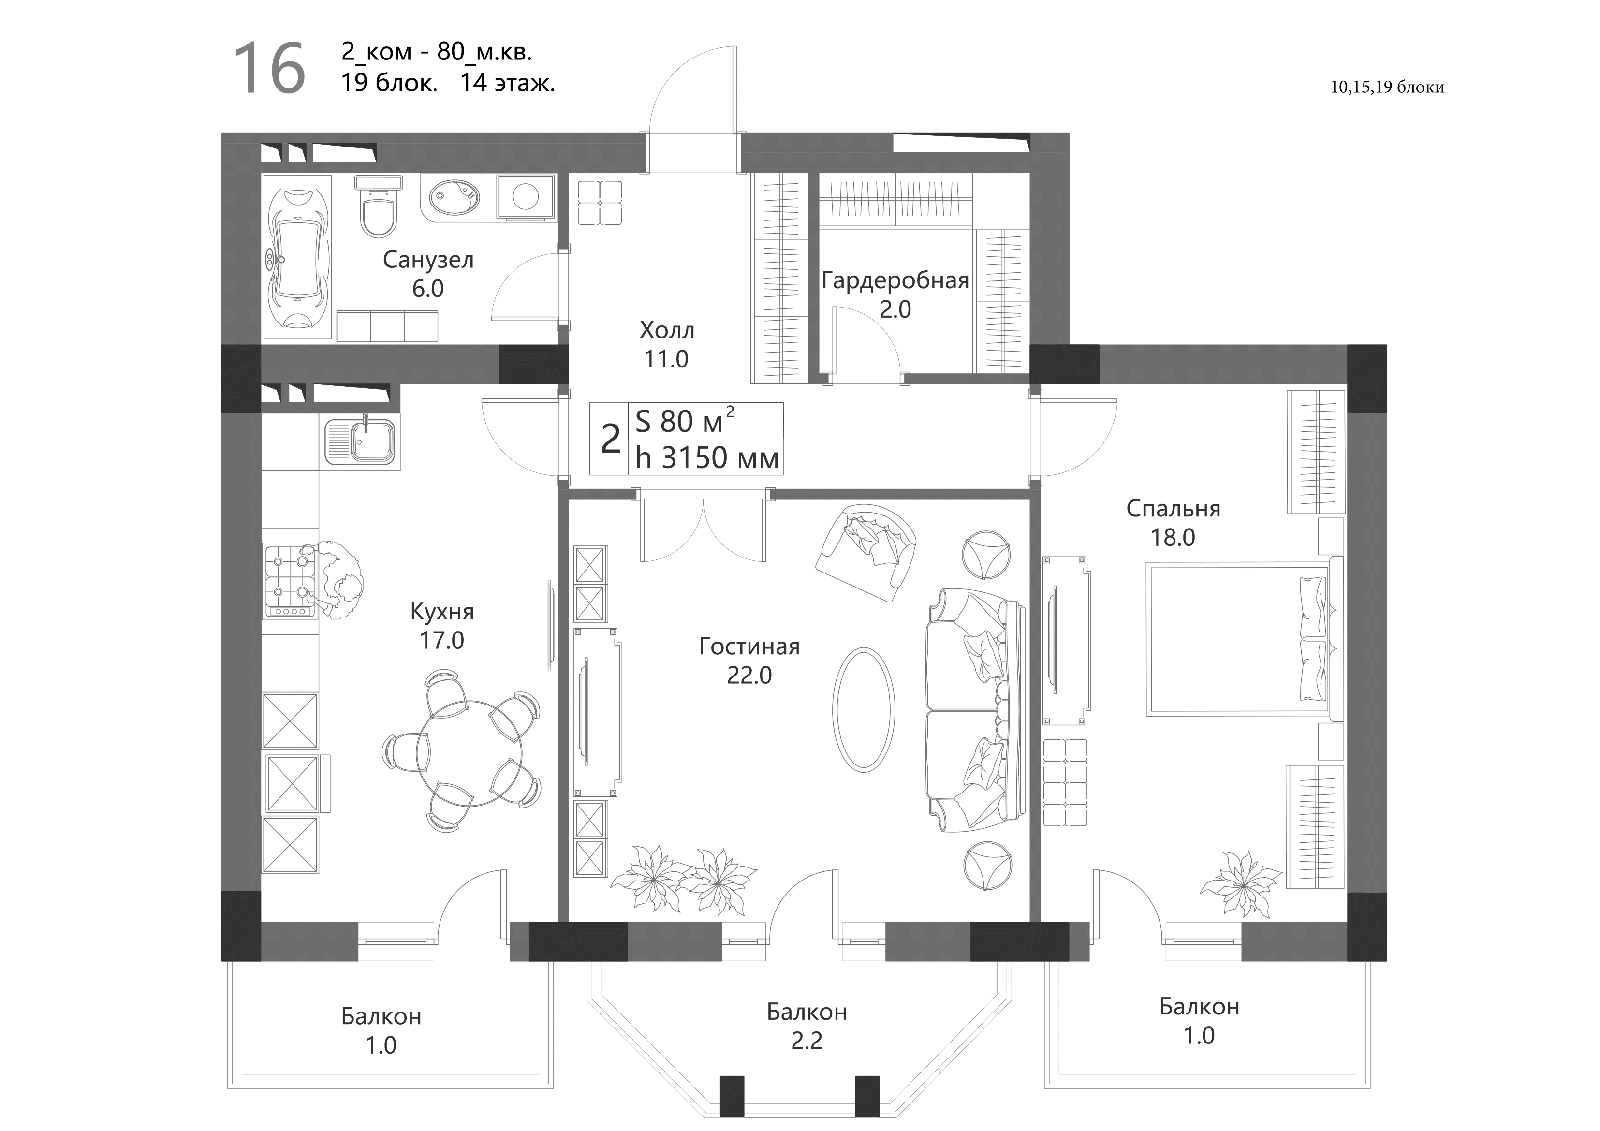 16
2_ком - 80_м.кв.
19 блок. 14 этаж.
10,15,19 блоки
Санузел
6.0
Гардеробная
2.0
Холл
11.0
2
S 80 м²
h 3150 мм
Спальня
18.0
Кухня
17.0
Гостиная
22.0
Балкон
1.0
Балкон
2.2
Балкон
1.0